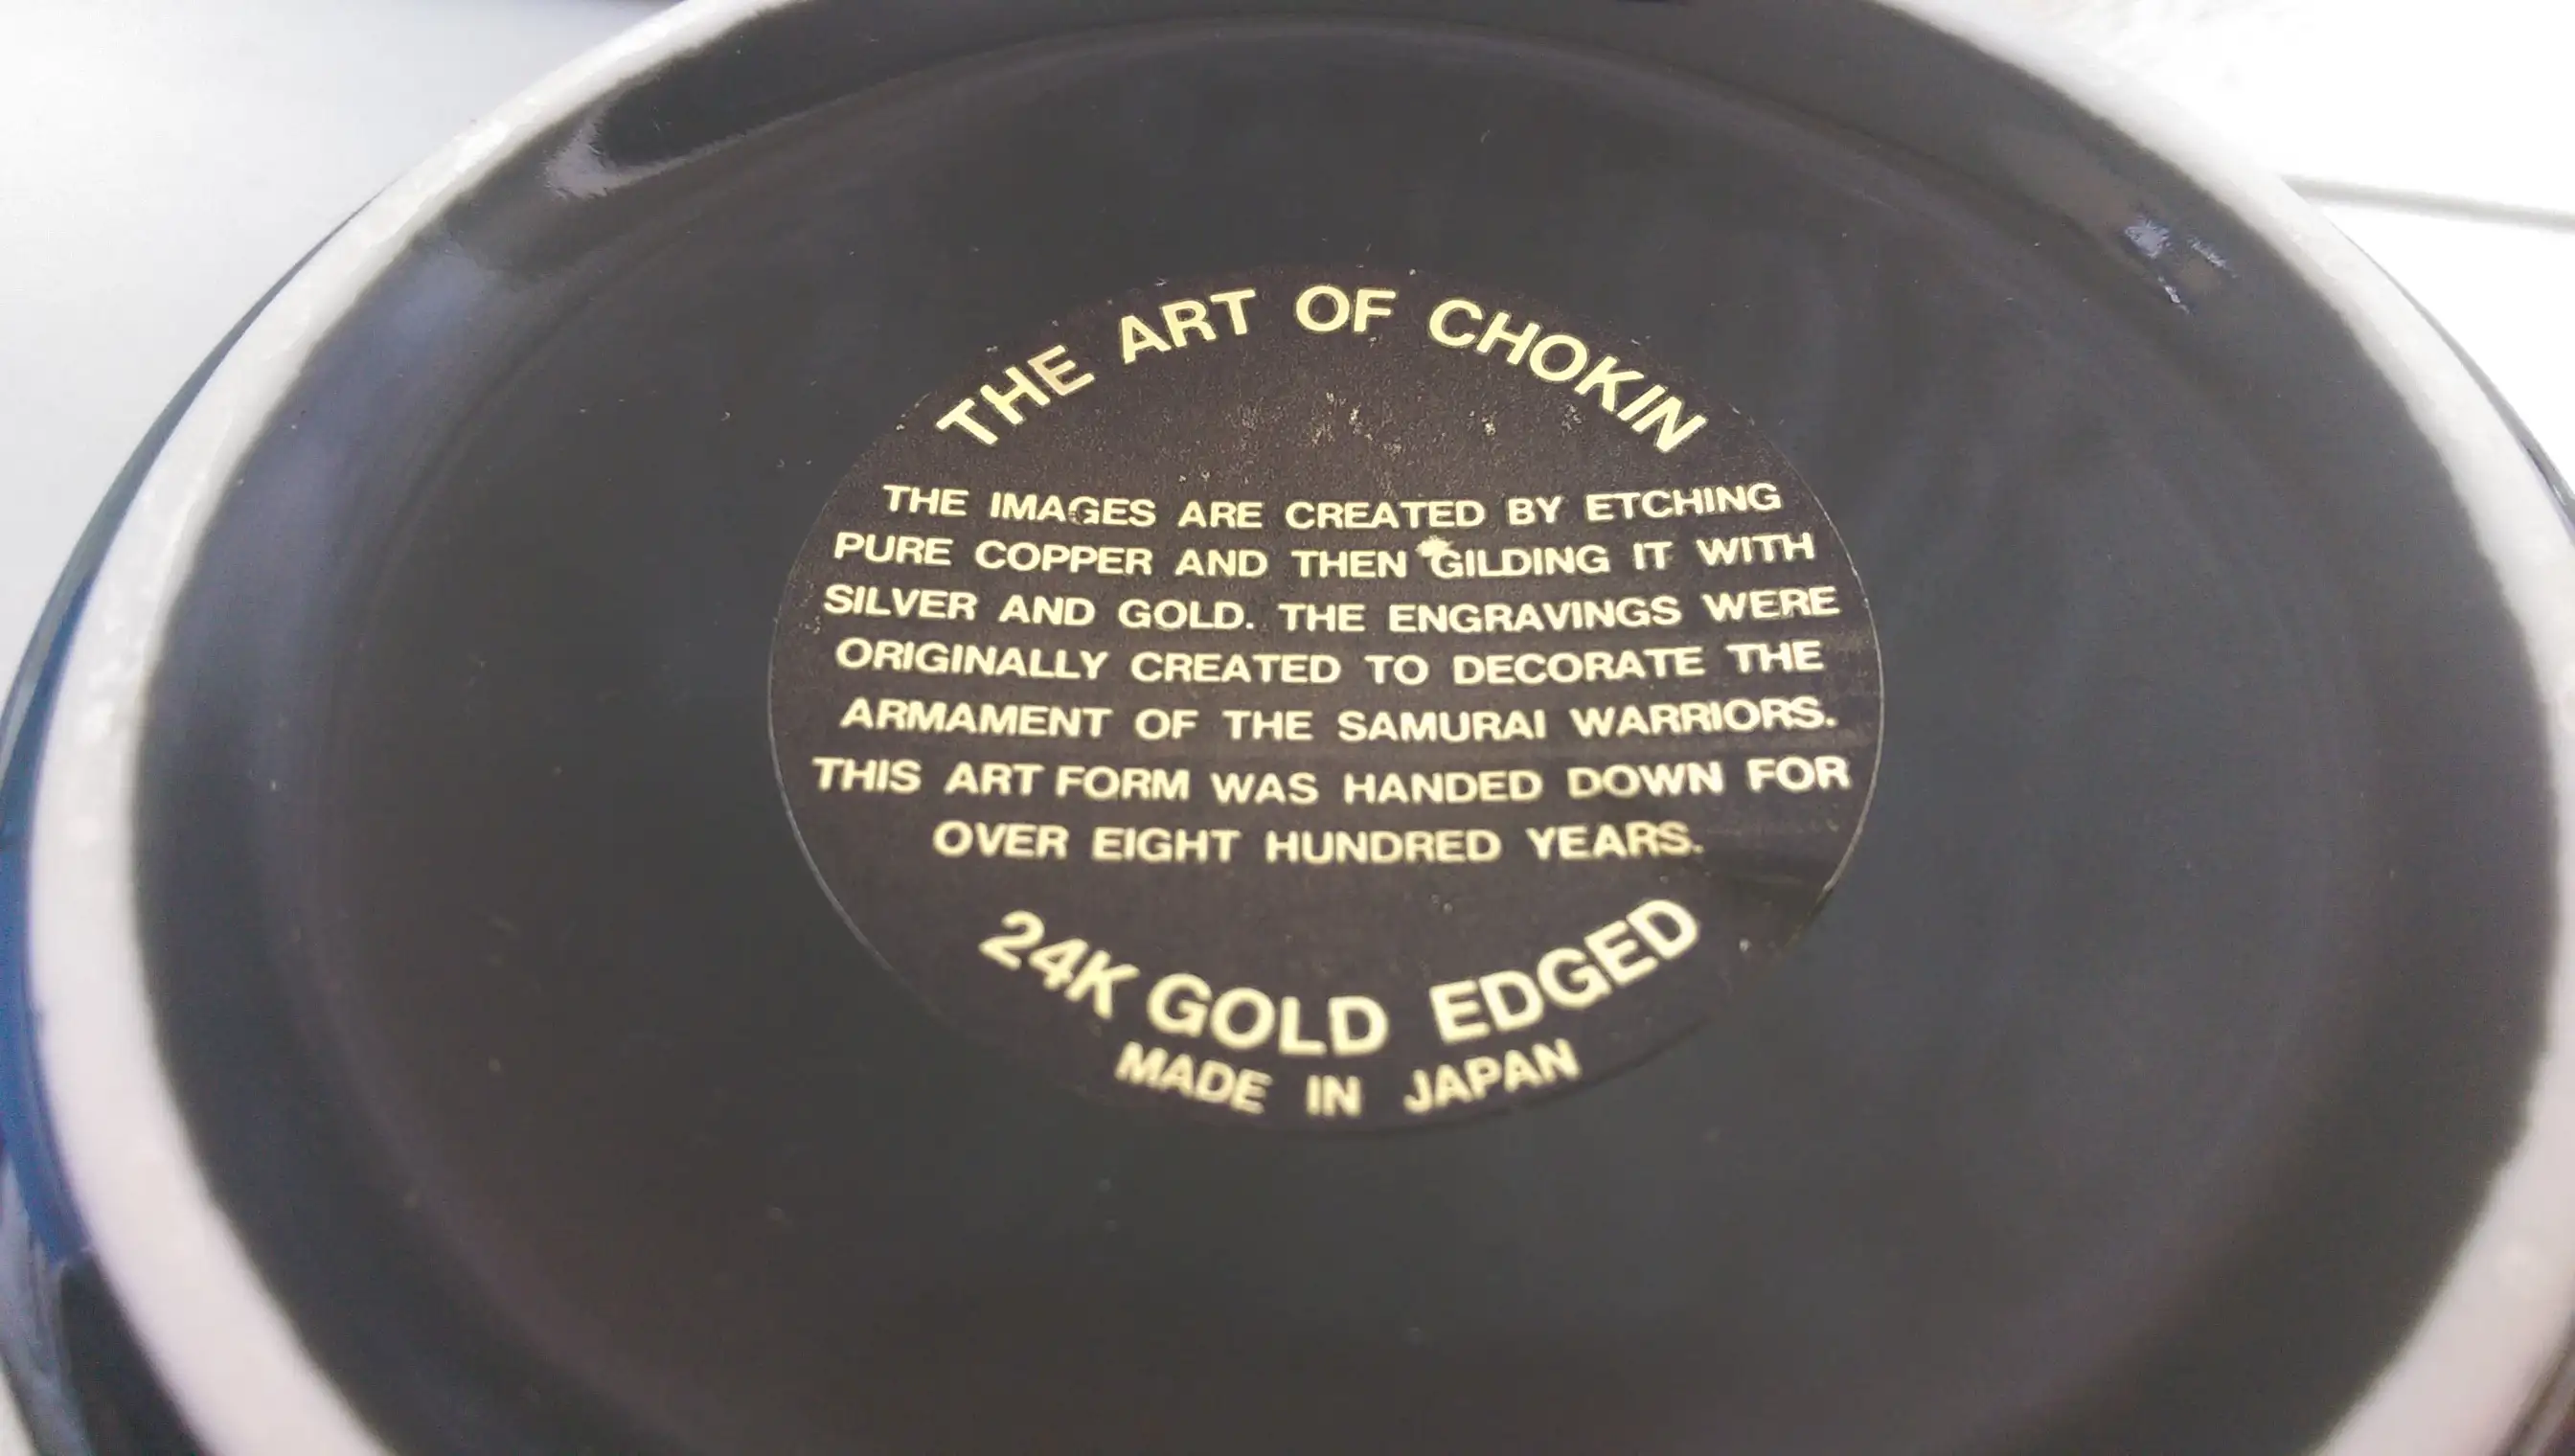 THE ART OF CHOKIN
THE IMAGES ARE CREATED BY ETCHING
PURE COPPER AND THEN GILDING IT WITH
SILVER AND GOLD. THE ENGRAVINGS WERE
ORIGINALLY CREATED TO DECORATE THE
ARMAMENT OF THE SAMURAI WARRIORS.
THIS ART FORM WAS HANDED DOWN FOR
OVER EIGHT HUNDRED YEARS.
24K GOLD EDGED
MADE IN JAPAN